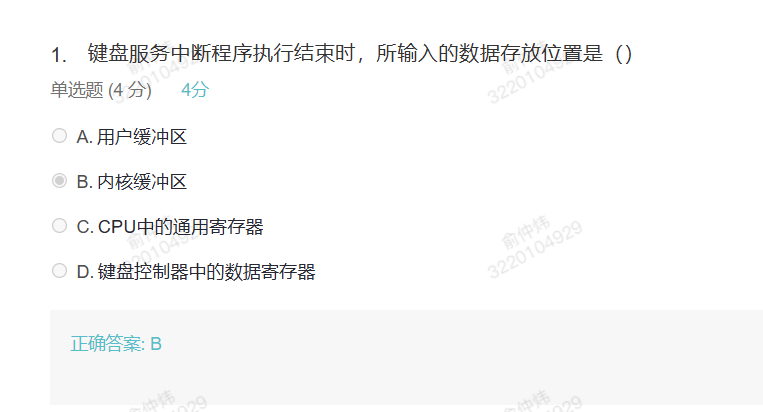 1. 键盘服务中断程序执行结束时，所输入的数据存放位置是（）
单选题 (4 分) 4分
A. 用户缓冲区
B. 内核缓冲区
C. CPU中的通用寄存器
D. 键盘控制器中的数据寄存器
正确答案: B
俞仲炜
3220104929